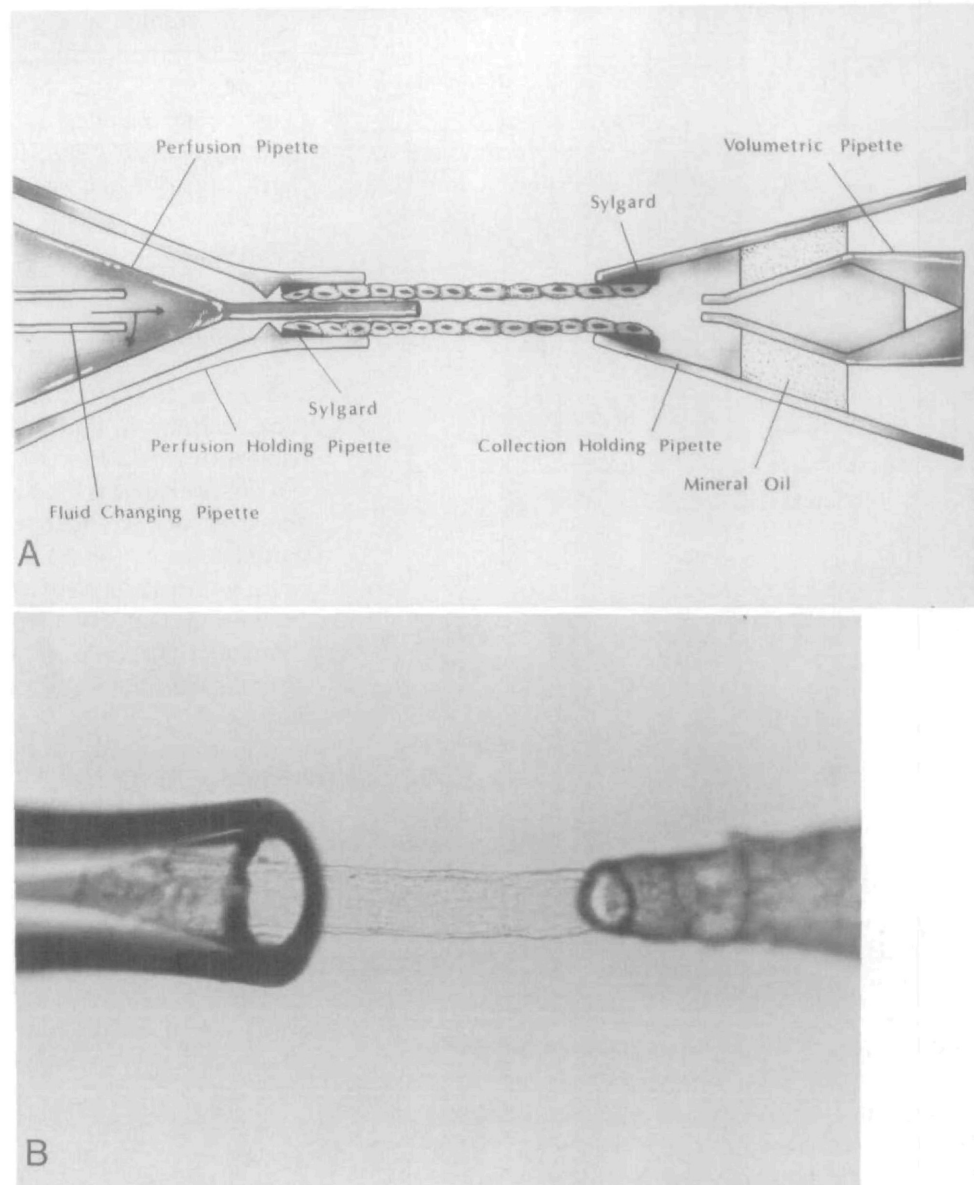 Perfusion Pipette
Volumetric Pipette
Sylgard
Sylgard
Perfusion Holding Pipette
Collection Holding Pipette
Mineral Oil
Fluid Changing Pipette
A
B